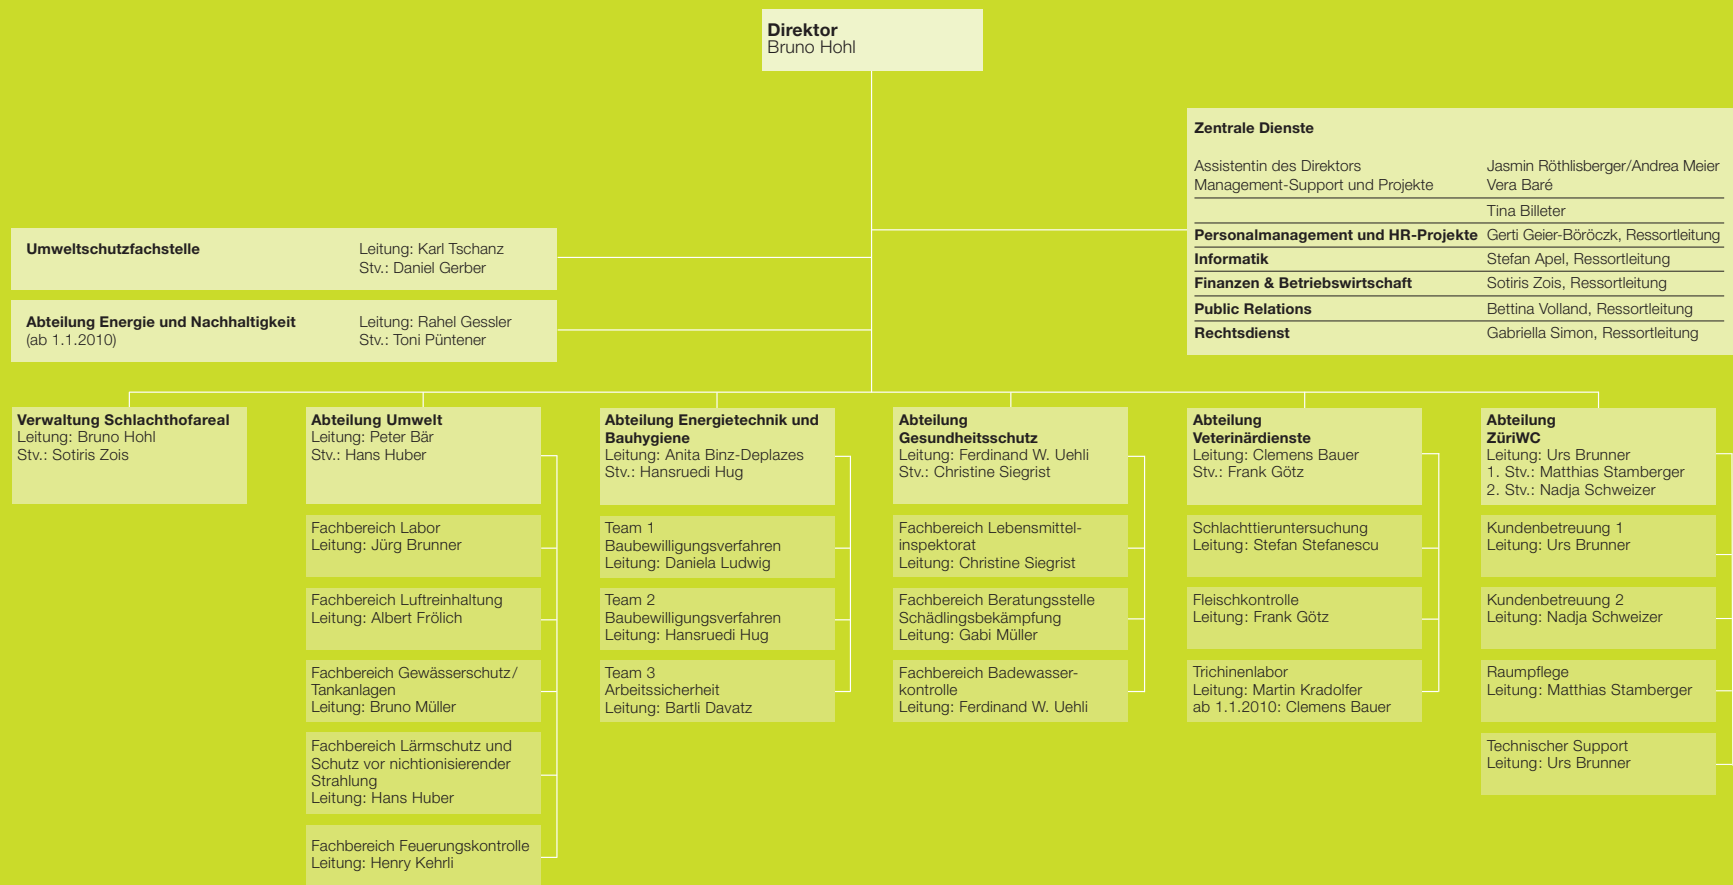 Direktor
Bruno Hohl
Zentrale Dienste
Assistentin des Direktors Jasmin Röthlisberger/Andrea Meier
Management-Support und Projekte Vera Baré
Tina Billeter
Personalmanagement und HR-Projekte Gerti Geier-Böröczk, Ressortleitung
Informatik Stefan Apel, Ressortleitung
Finanzen & Betriebswirtschaft Sotiris Zois, Ressortleitung
Public Relations Bettina Volland, Ressortleitung
Rechtsdienst Gabriella Simon, Ressortleitung
Umweltschutzfachstelle Leitung: Karl Tschanz
Stv.: Daniel Gerber
Abteilung Energie und Nachhaltigkeit Leitung: Rahel Gessler
(ab 1.1.2010) Stv.: Toni Püntener
Verwaltung Schlachthofareal
Leitung: Bruno Hohl
Stv.: Sotiris Zois
Abteilung Umwelt
Leitung: Peter Bär
Stv.: Hans Huber
Fachbereich Labor
Leitung: Jürg Brunner
Fachbereich Luftreinhaltung
Leitung: Albert Frölich
Fachbereich Gewässerschutz/
Tankanlagen
Leitung: Bruno Müller
Fachbereich Lärmschutz und
Schutz vor nichtionisierender
Strahlung
Leitung: Hans Huber
Fachbereich Feuerungskontrolle
Leitung: Henry Kehrli
Abteilung Energietechnik und
Bauhygiene
Leitung: Anita Binz-Deplazes
Stv.: Hansruedi Hug
Team 1
Baubewilligungsverfahren
Leitung: Daniela Ludwig
Team 2
Baubewilligungsverfahren
Leitung: Hansruedi Hug
Team 3
Arbeitssicherheit
Leitung: Bartli Davatz
Abteilung
Gesundheitsschutz
Leitung: Ferdinand W. Uehli
Stv.: Christine Siegrist
Fachbereich Lebensmittel-
inspektorat
Leitung: Christine Siegrist
Fachbereich Beratungsstelle
Schädlingsbekämpfung
Leitung: Gabi Müller
Fachbereich Badewasser-
kontrolle
Leitung: Ferdinand W. Uehli
Abteilung
Veterinärdienste
Leitung: Clemens Bauer
Stv.: Frank Götz
Schlachttieruntersuchung
Leitung: Stefan Stefanescu
Fleischkontrolle
Leitung: Frank Götz
Trichinenlabor
Leitung: Martin Kradolfer
ab 1.1.2010: Clemens Bauer
Abteilung
ZüriWC
Leitung: Urs Brunner
1. Stv.: Matthias Stamberger
2. Stv.: Nadja Schweizer
Kundenbetreuung 1
Leitung: Urs Brunner
Kundenbetreuung 2
Leitung: Nadja Schweizer
Raumpflege
Leitung: Matthias Stamberger
Technischer Support
Leitung: Urs Brunner